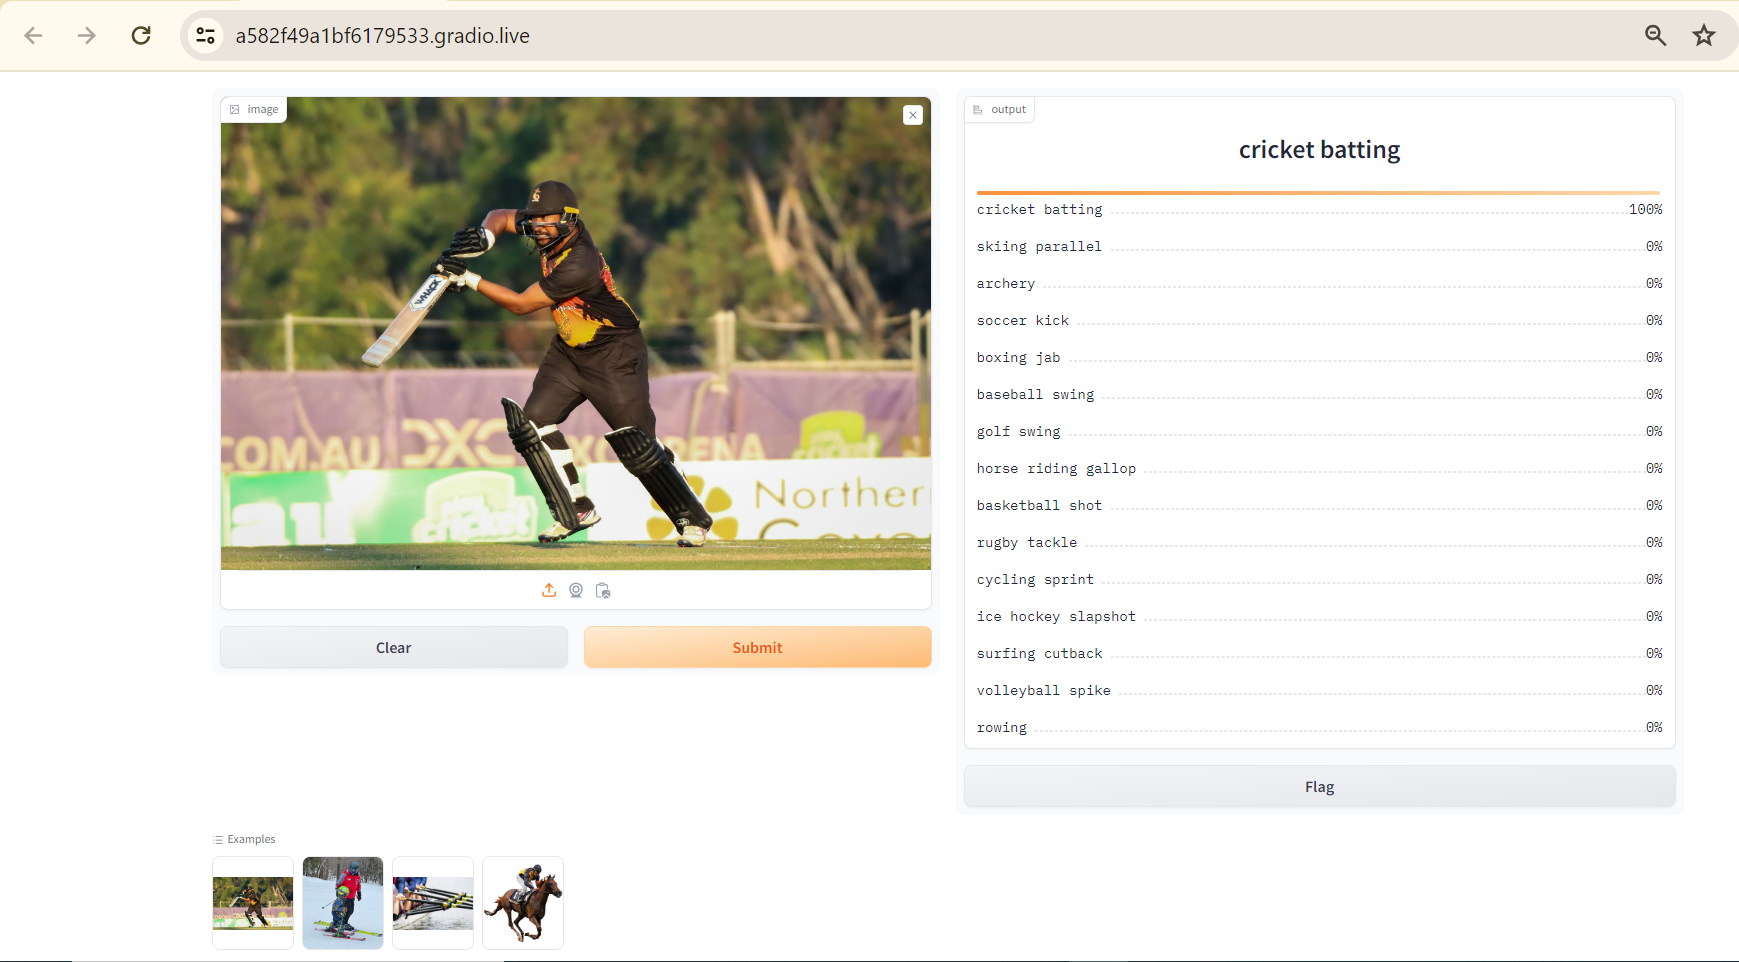 a582f49a1bf6179533.gradio.live
image
WHACK
COM.AU DXC DXC ARENA
cricket
Northern
output
cricket batting
cricket batting 100%
skiing parallel 0%
archery 0%
soccer kick 0%
boxing jab 0%
baseball swing 0%
golf swing 0%
horse riding gallop 0%
basketball shot 0%
rugby tackle 0%
cycling sprint 0%
ice hockey slapshot 0%
surfing cutback 0%
volleyball spike 0%
rowing 0%
Clear
Submit
Flag
Examples